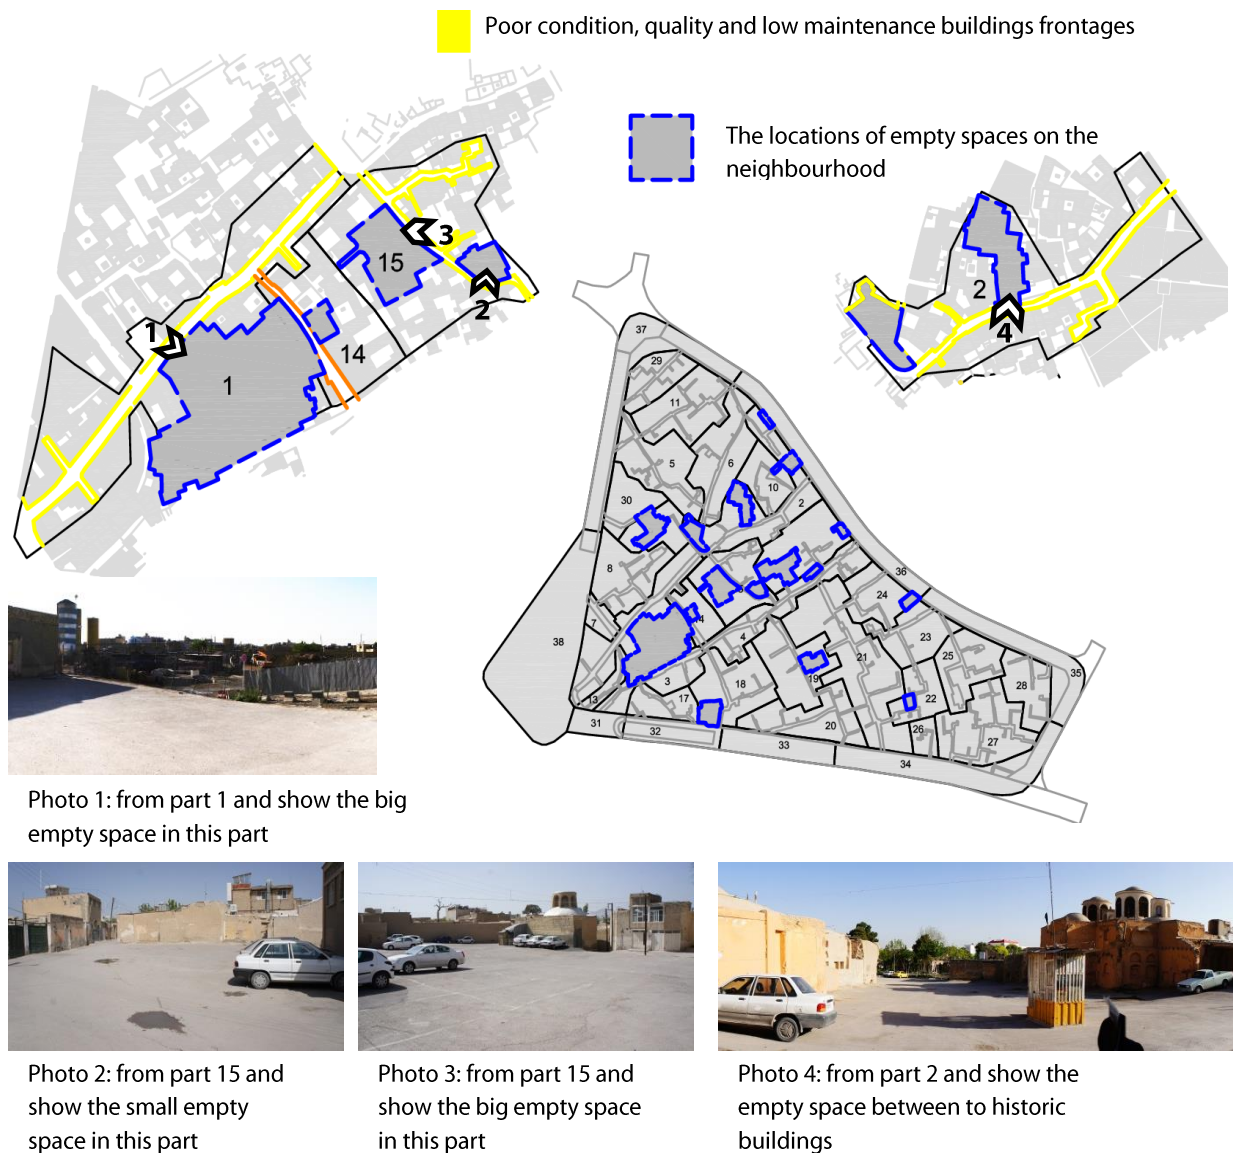 Poor condition, quality and low maintenance buildings frontages
The locations of empty spaces on the
neighbourhood
1
15
3
2
14
1
2
4
37
29
11
5
6
10
2
30
8
7
14
38
36
24
4
23
25
21
35
3
18
19
22
28
13
17
20
26
27
31
32
33
34
Photo 1: from part 1 and show the big
empty space in this part
Photo 2: from part 15 and
show the small empty
space in this part
Photo 3: from part 15 and
show the big empty space
in this part
Photo 4: from part 2 and show the
empty space between to historic
buildings